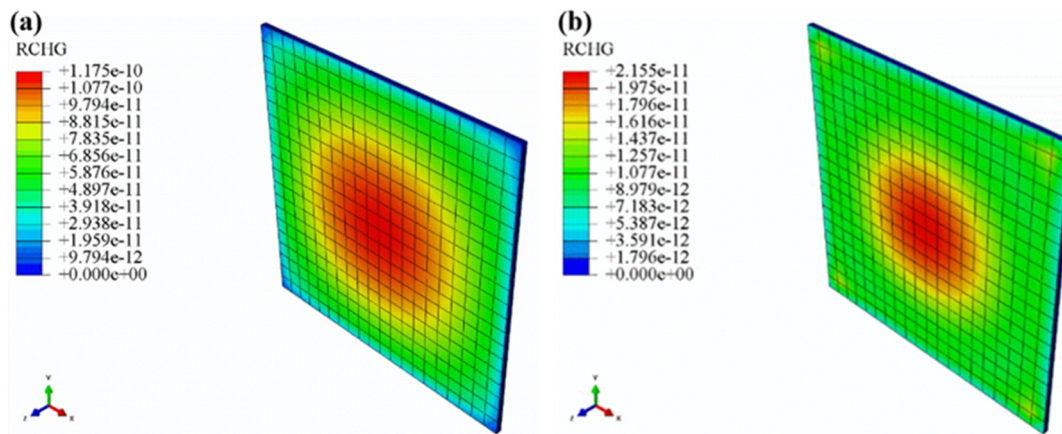 (a)
RCHG
+1.175e-10
+1.077e-10
+9.794e-11
+8.815e-11
+7.835e-11
+6.856e-11
+5.876e-11
+4.897e-11
+3.918e-11
+2.938e-11
+1.959e-11
+9.794e-12
+0.000e+00
Y
Z X
(b)
RCHG
+2.155e-11
+1.975e-11
+1.796e-11
+1.616e-11
+1.437e-11
+1.257e-11
+1.077e-11
+8.979e-12
+7.183e-12
+5.387e-12
+3.591e-12
+1.796e-12
+0.000e+00
Y
Z X